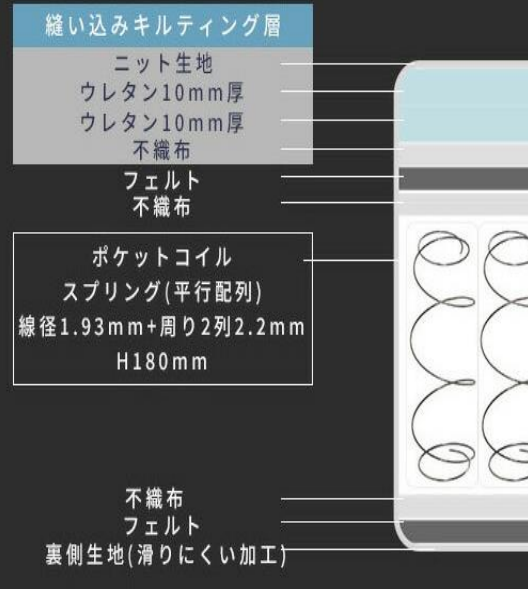 縫い込みキルティング層
ニット生地
ウレタン10mm厚
ウレタン10mm厚
不織布
フェルト
不織布
ポケットコイル
スプリング(平行配列)
線径1.93mm+周り2列2.2mm
H180mm
不織布
フェルト
裏側生地(滑りにくい加工)